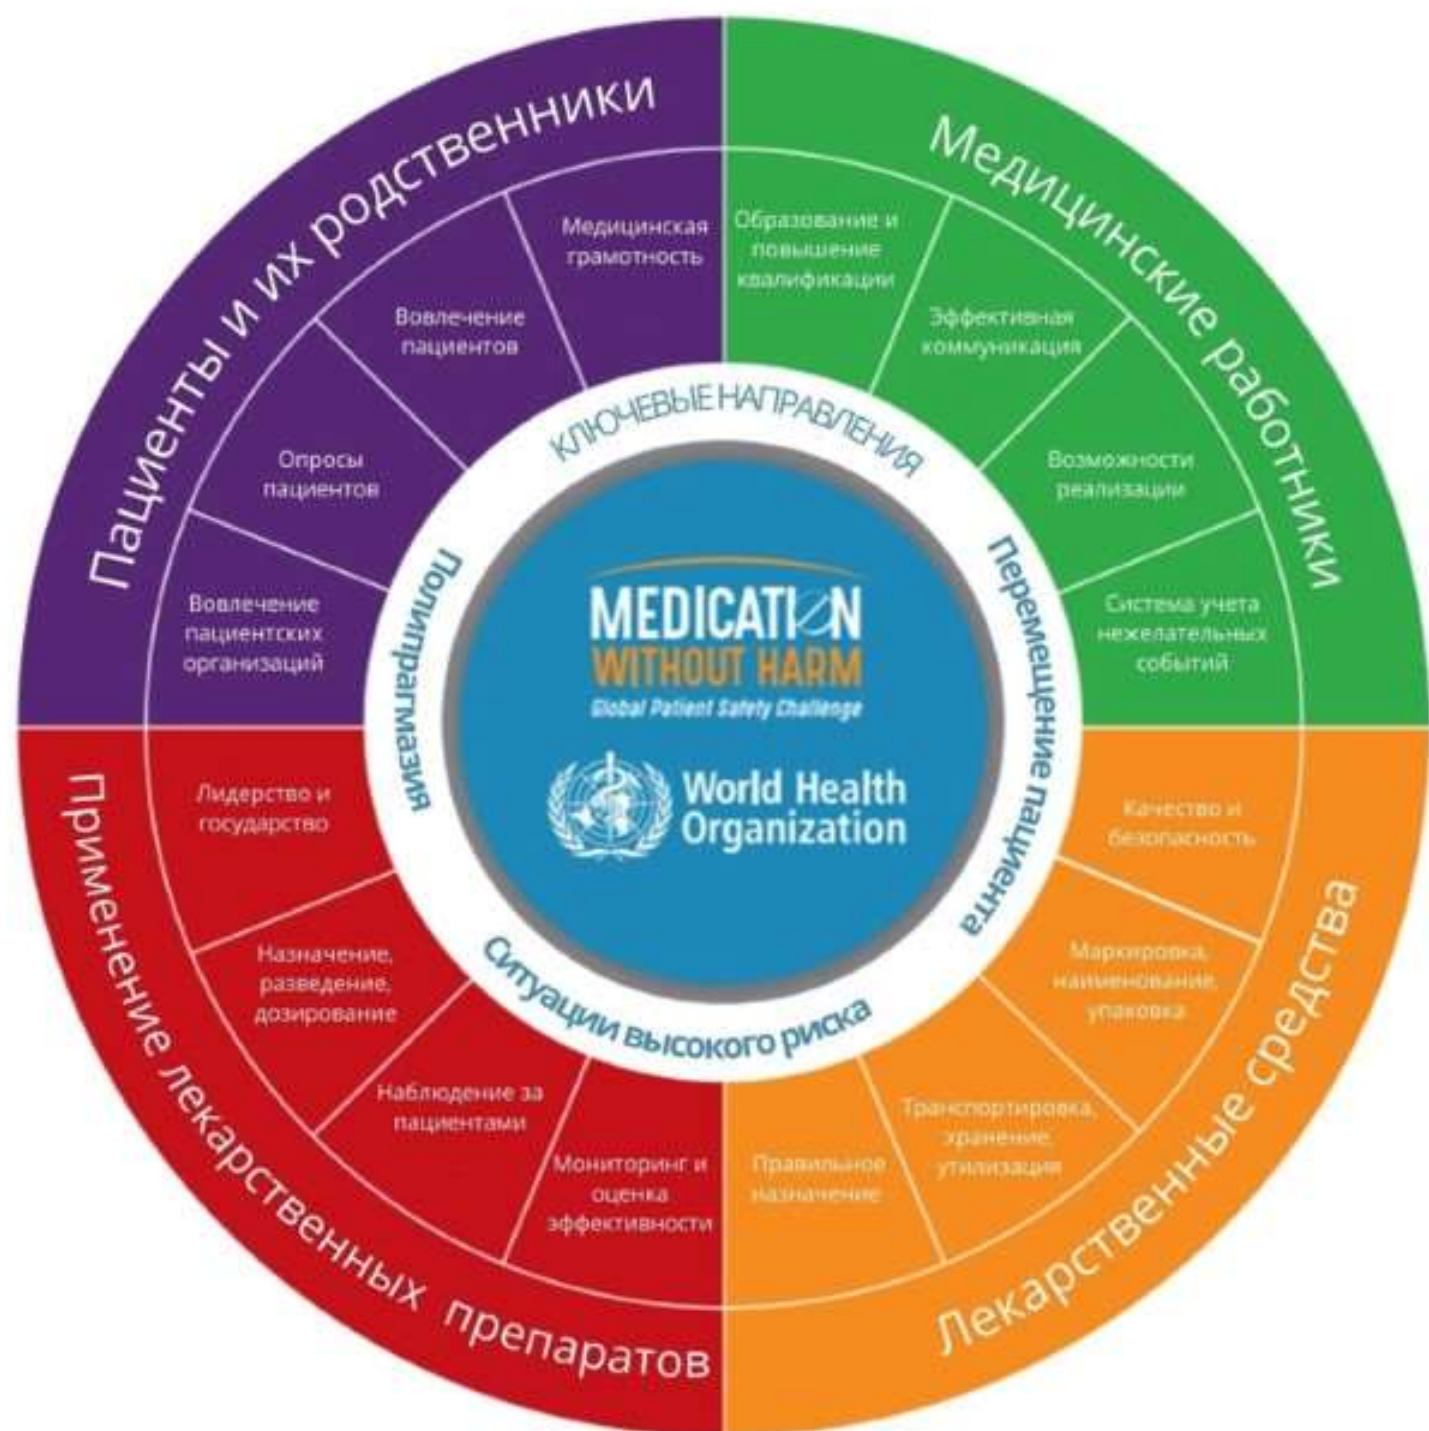 Пациенты и их родственники
Медицинская
грамотность
Вовлечение
пациентов
Опросы
пациентов
Вовлечение
пациентских
организаций
Медицинские работники
Образование и
повышение
квалификации
Эффективная
коммуникация
Возможности
реализации
Система учета
нежелательных
событий
КЛЮЧЕВЫЕ НАПРАВЛЕНИЯ
Полипрагмазия
Перемещение пациента
Ситуации высокого риска
MEDICATION
WITHOUT HARM
Global Patient Safety Challenge
World Health
Organization
Применение лекарственных препаратов
Лидерство и
государство
Назначение,
разведение,
дозирование
Наблюдение за
пациентами
Мониторинг и
оценка
эффективности
Лекарственные средства
Качество и
безопасность
Маркировка,
наименование,
упаковка
Транспортировка,
хранение,
утилизация
Правильное
назначение